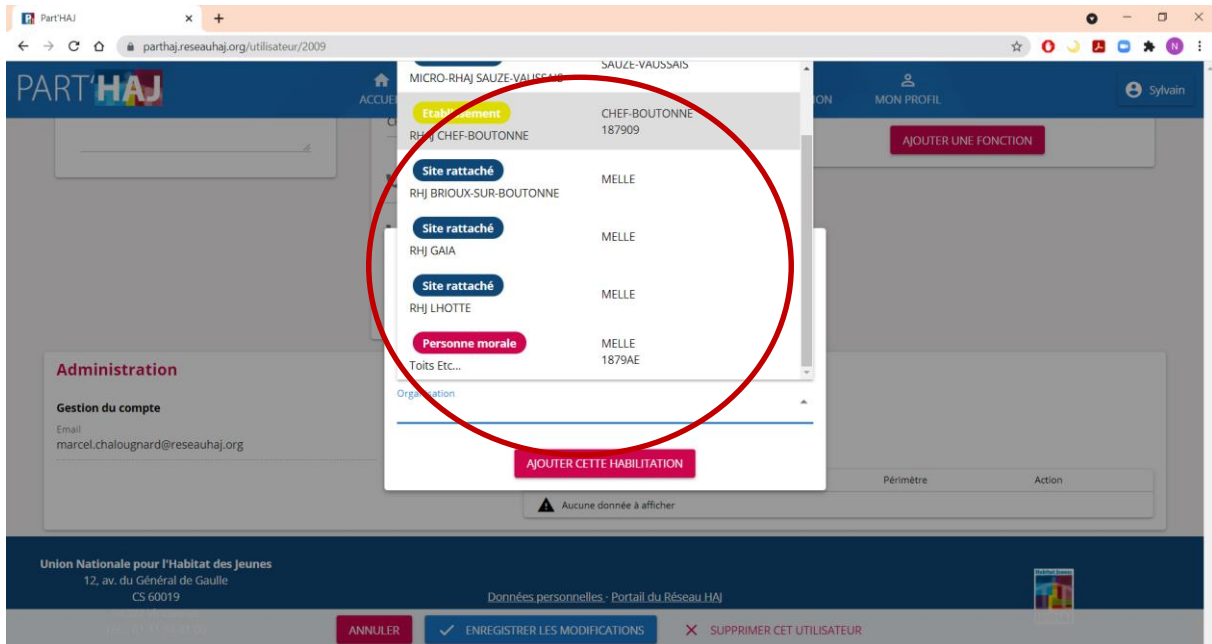 Part'HAJ
parthaj.reseauhaj.org/utilisateur/2009
N
PART'HAJ
ACCUE
ON
MON PROFIL
Sylvain
AJOUTER UNE FONCTION
SAUZE-VAUSSAIS
MICRO-RHAJ SAUZE-VAUSSAIS
Etablissement
CHEF-BOUTONNE
RHAJ CHEF-BOUTONNE
187909
Site rattaché
MELLE
RHJ BRIOUX-SUR-BOUTONNE
Site rattaché
MELLE
RHJ GAIA
Site rattaché
MELLE
RHJ LHOTTE
Personne morale
MELLE
Toits Etc...
1879AE
Organisation
AJOUTER CETTE HABILITATION
Administration
Gestion du compte
Email
marcel.chalougnard@reseauhaj.org
Périmètre
Action
Aucune donnée à afficher
Union Nationale pour l'Habitat des Jeunes
12, av. du Général de Gaulle
CS 60019
Données personnelles - Portail du Réseau HAJ
Habitat Jeunes
ANNULER
ENREGISTRER LES MODIFICATIONS
SUPPRIMER CET UTILISATEUR